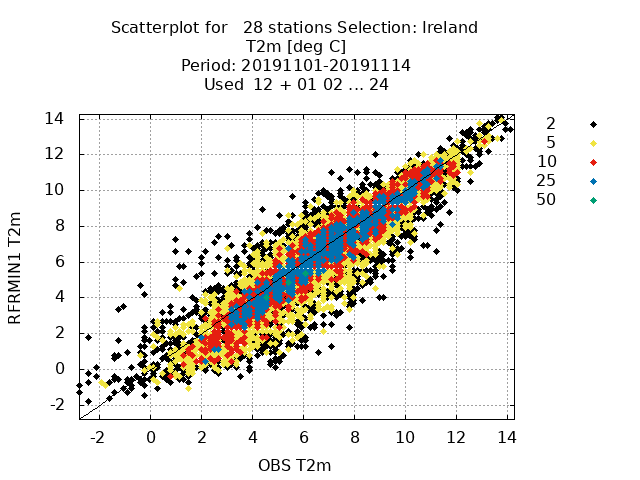 Scatterplot for 28 stations Selection: Ireland
T2m [deg C]
Period: 20191101-20191114
Used 12 + 01 02 ... 24
2
5
10
25
50
RFRMIN1 T2m
14
12
10
8
6
4
2
0
-2
-2 0 2 4 6 8 10 12 14
OBS T2m